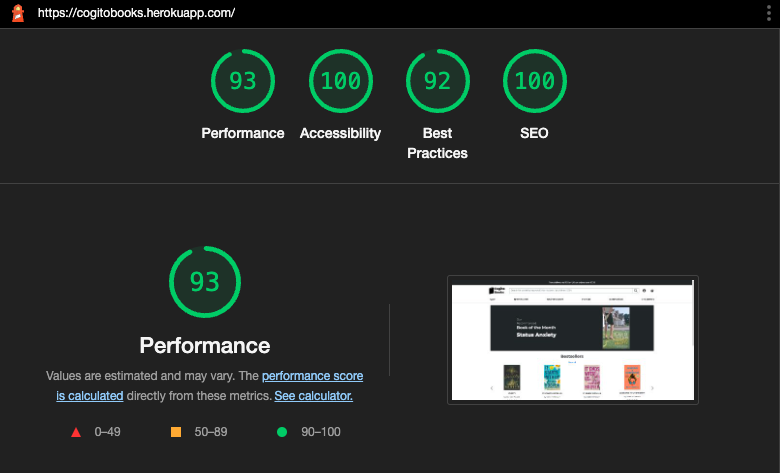 https://cogitobooks.herokuapp.com/
93 100 92 100
Performance Accessibility Best Practices SEO
93
Performance
Values are estimated and may vary. The performance score
is calculated directly from these metrics. See calculator.
0–49 50–89 90–100
Book of the Month
Status Anxiety
Bestsellers